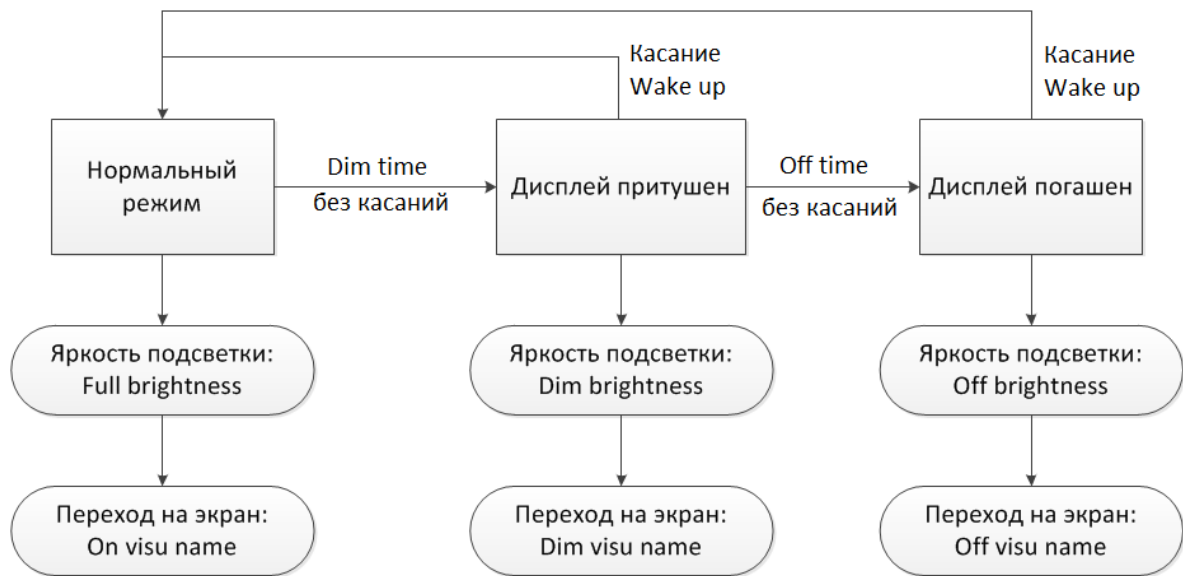 Касание
Wake up
Касание
Wake up
Нормальный
режим
Dim time
без касаний
Дисплей притушен
Off time
без касаний
Дисплей погашен
Яркость подсветки:
Full brightness
Яркость подсветки:
Dim brightness
Яркость подсветки:
Off brightness
Переход на экран:
On visu name
Переход на экран:
Dim visu name
Переход на экран:
Off visu name